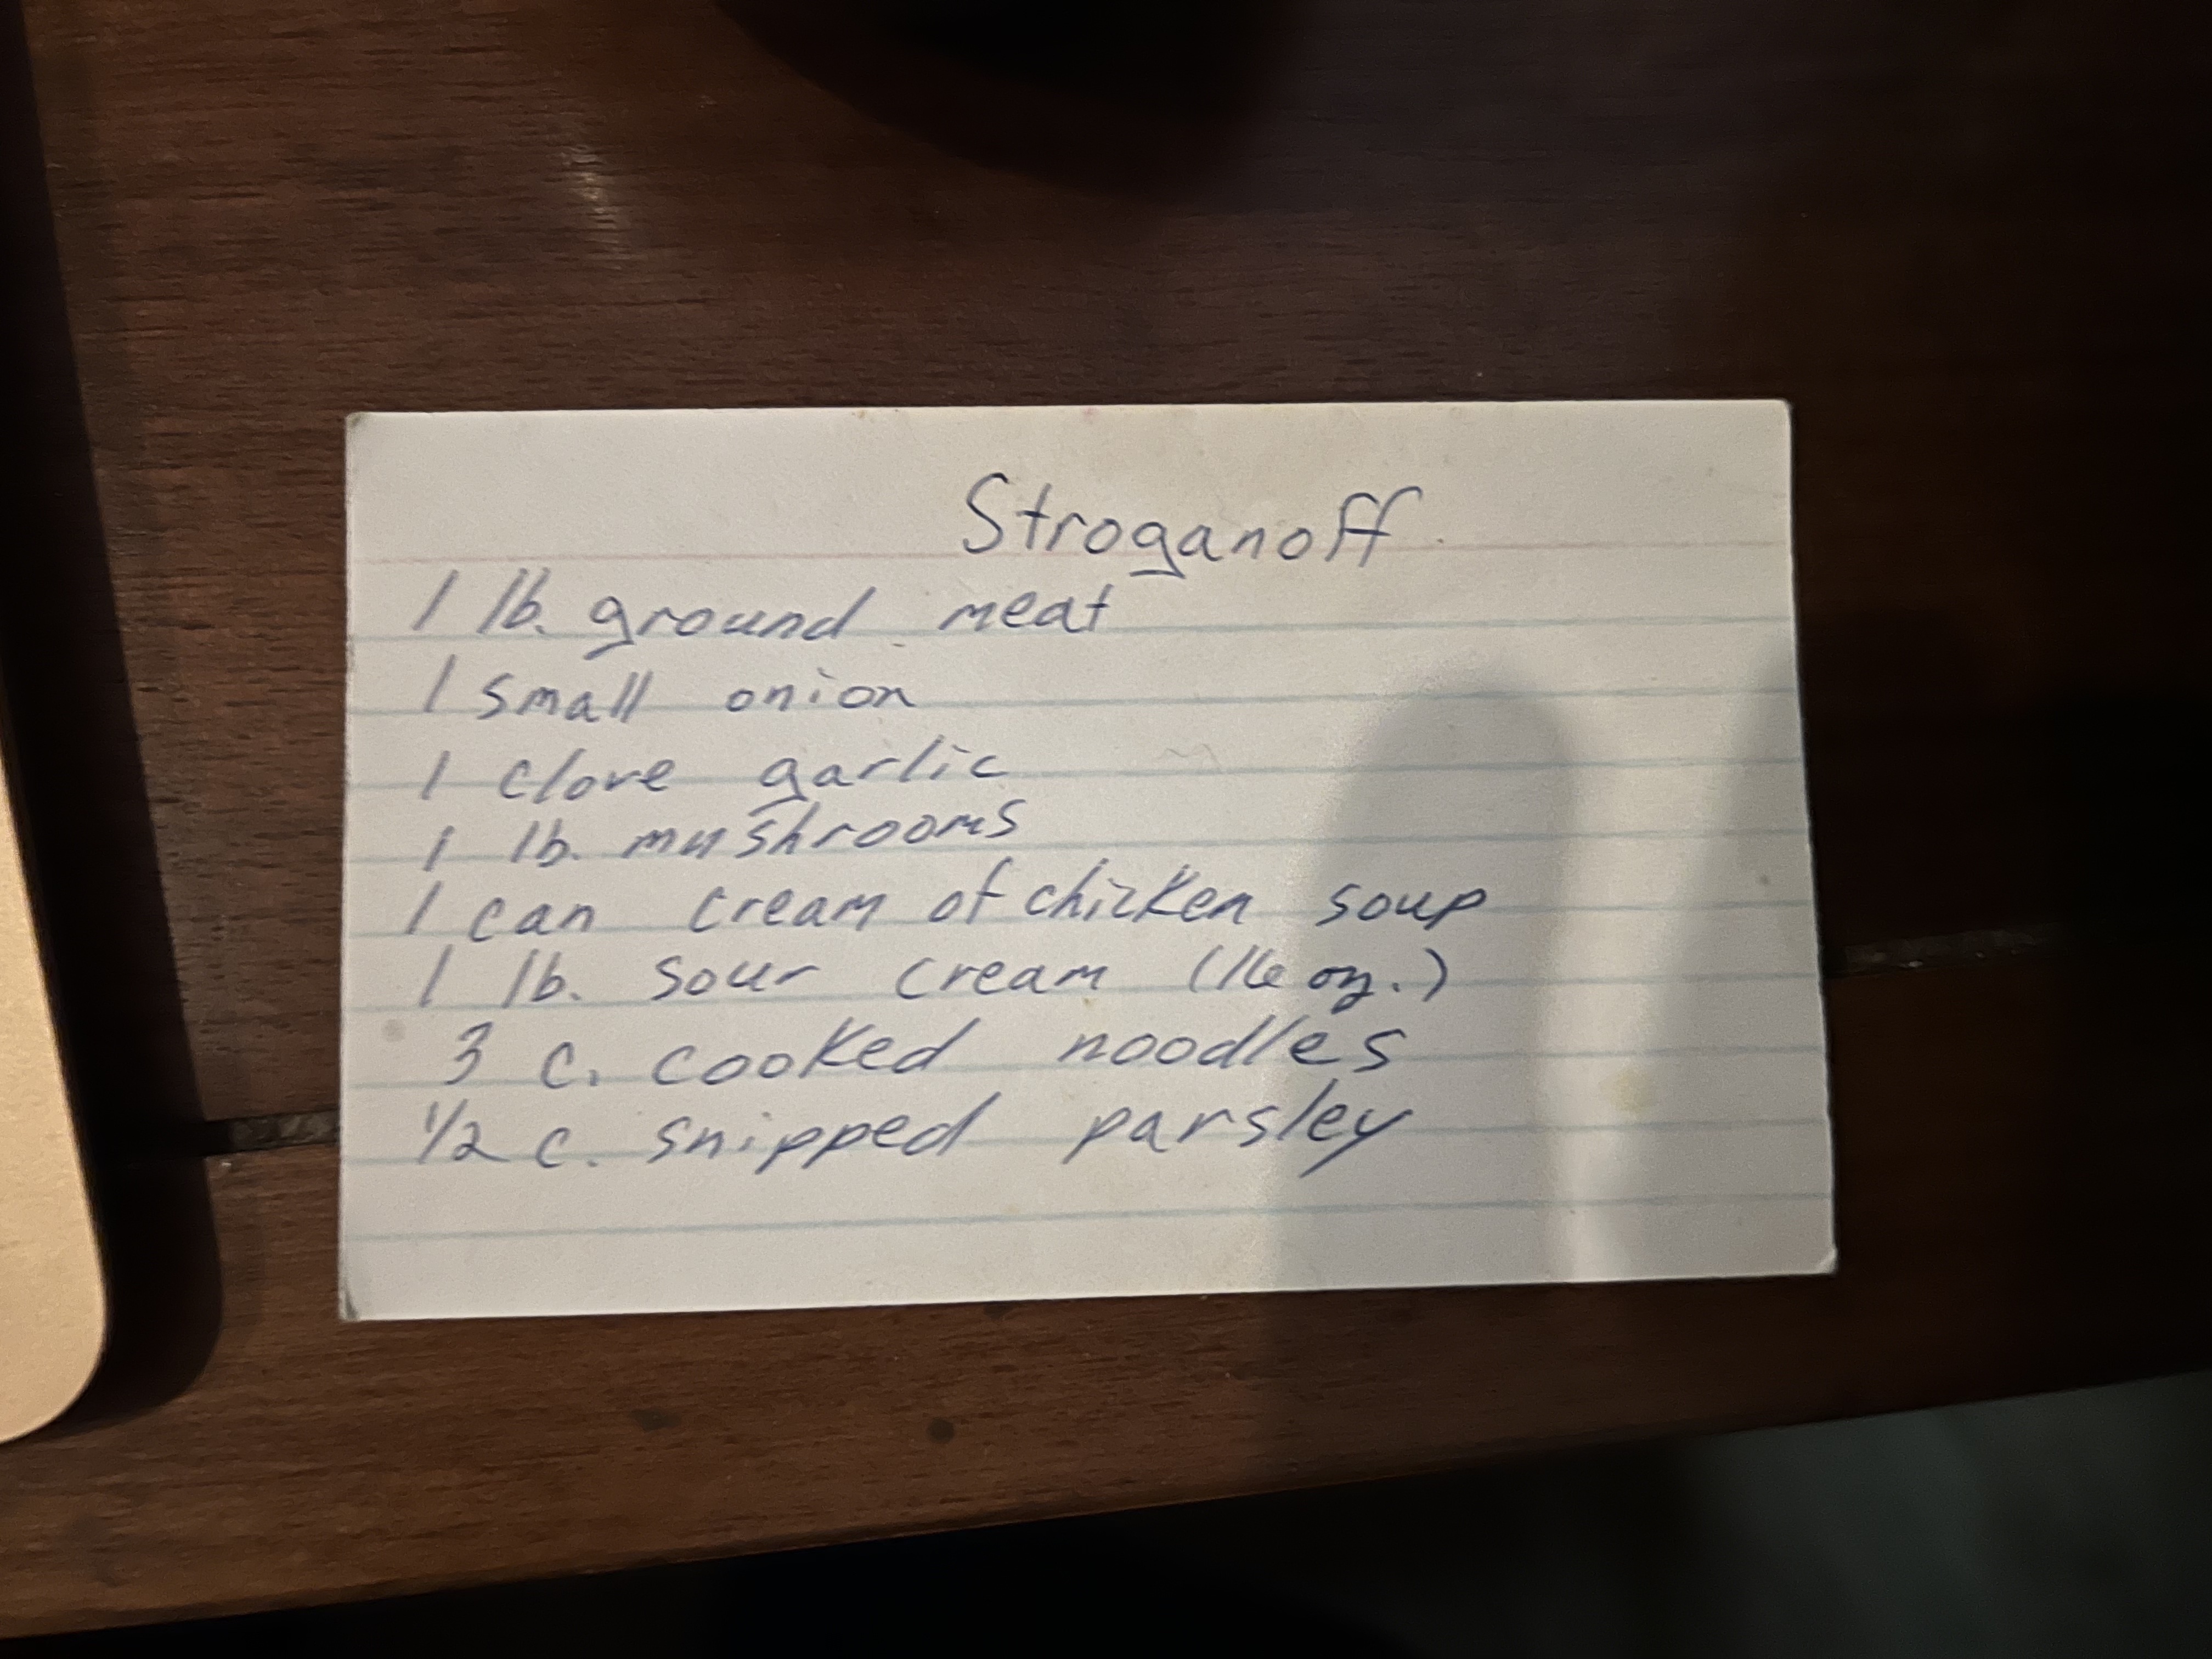 Stroganoff
1 lb. ground meat
1 small onion
1 clove garlic
1 lb. mushrooms
1 can cream of chicken soup
1 lb. sour cream (16 oz.)
3 c. cooked noodles
1/2 c. snipped parsley